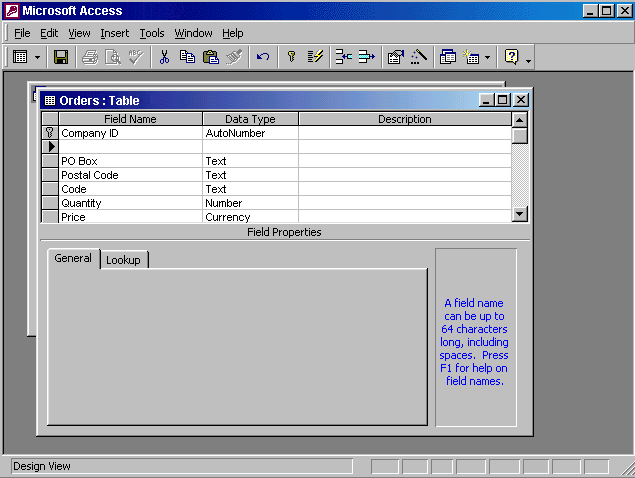 Microsoft Access
File Edit View Insert Tools Window Help
Orders : Table
Field Name Data Type Description
Company ID AutoNumber
PO Box Text
Postal Code Text
Code Text
Quantity Number
Price Currency
Field Properties
General Lookup
A field name
can be up to
64 characters
long, including
spaces. Press
F1 for help on
field names.
Design View